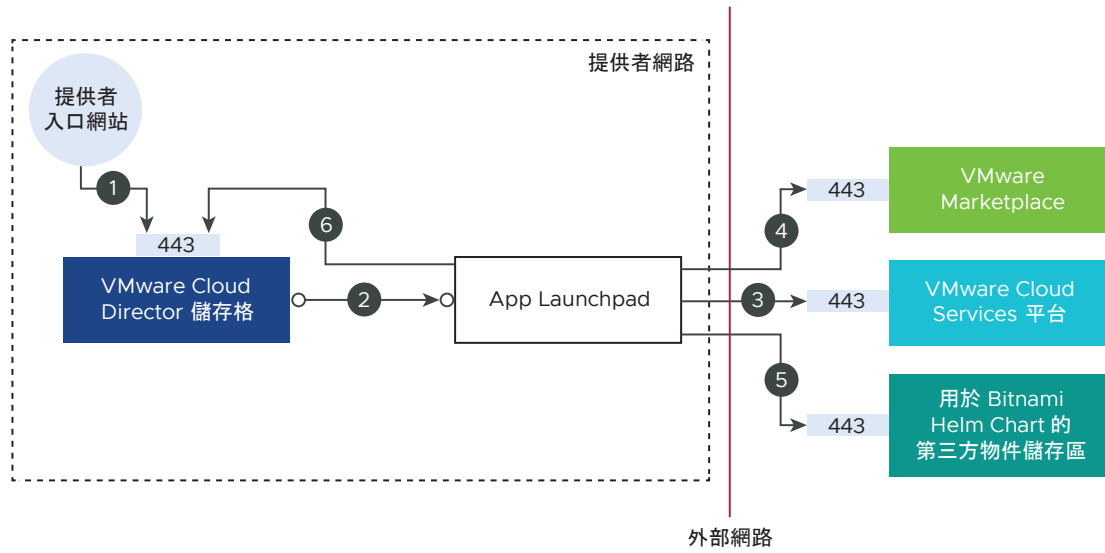 提供者網路
提供者
入口網站
1
6
443
VMware Cloud
Director 儲存格
2
App Launchpad
4
443
VMware
Marketplace
3
443
VMware Cloud
Services 平台
5
443
用於 Bitnami
Helm Chart 的
第三方物件儲存區
外部網路